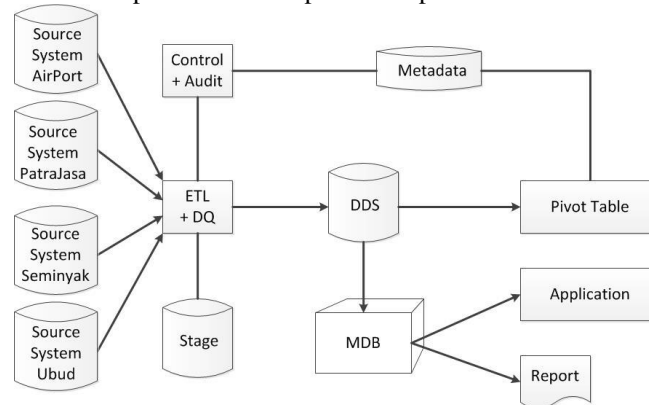 Source
System
AirPort
Control
+ Audit
Metadata
Source
System
PatraJasa
ETL
+ DQ
DDS
Pivot Table
Source
System
Seminyak
Application
Source
System
Ubud
Stage
MDB
Report